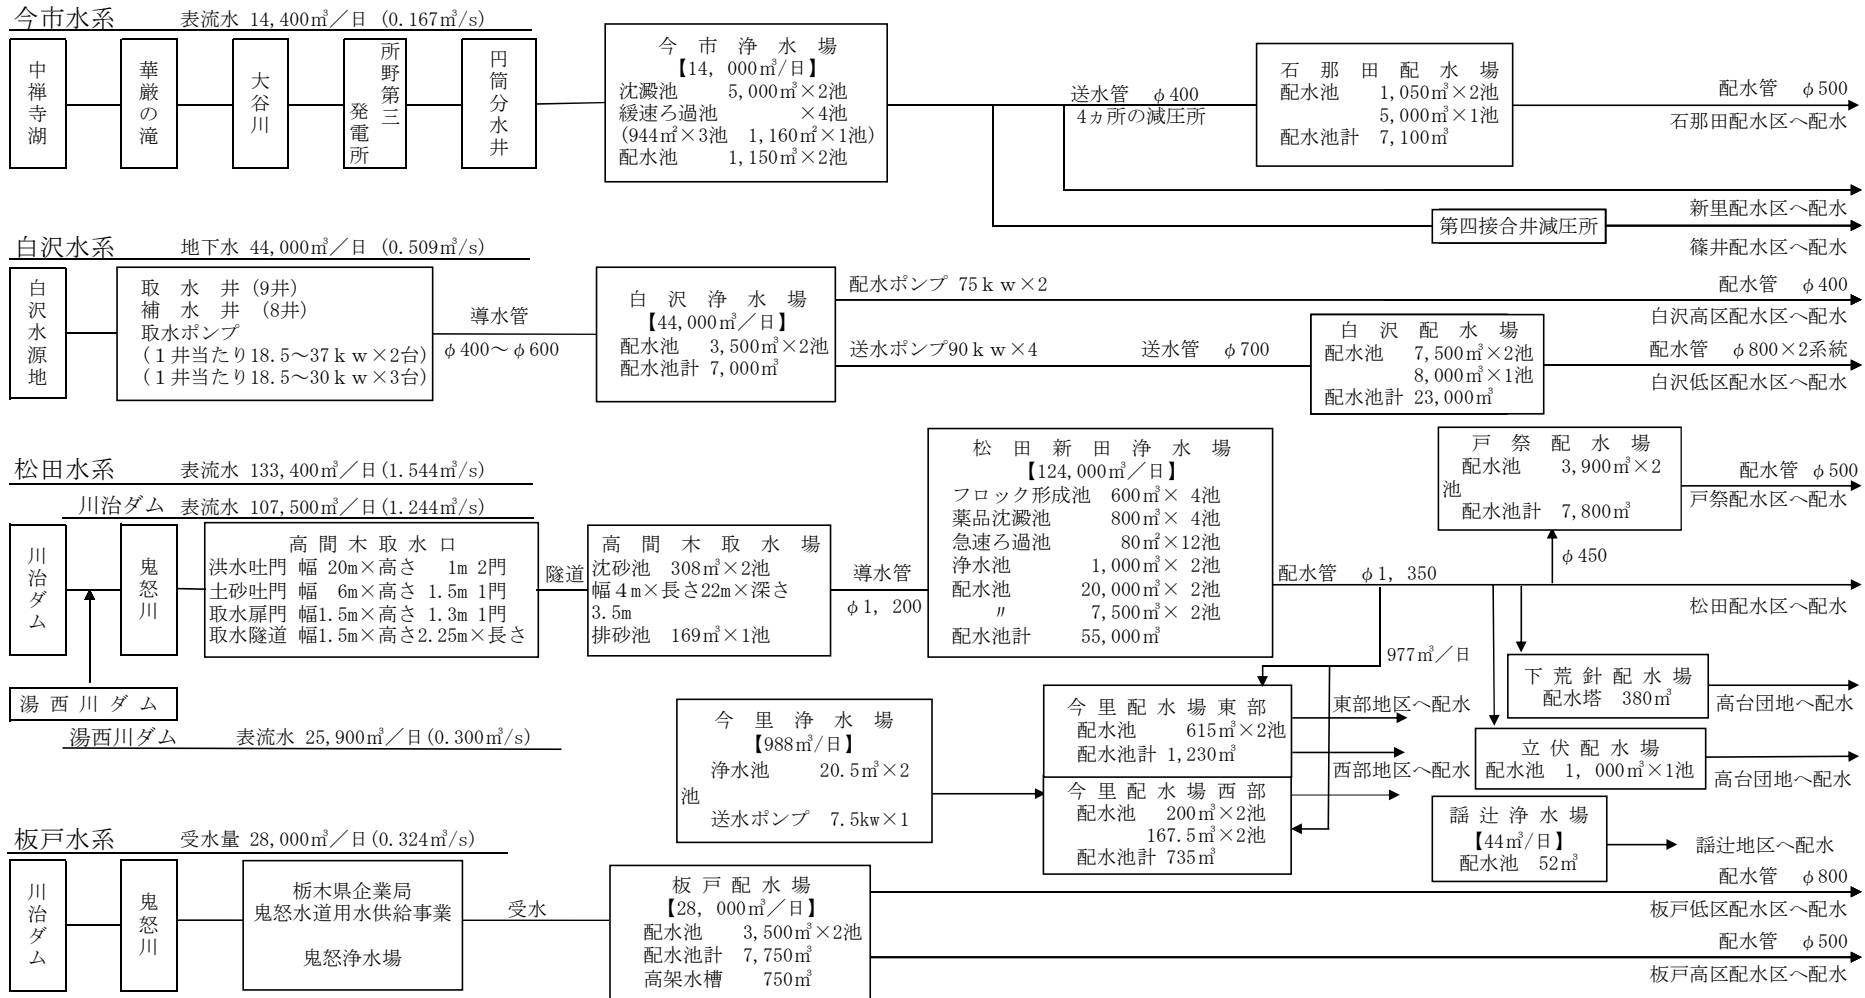 今市水系　表流水 14,400㎥／日 (0.167㎥/s)
中禅寺湖
華厳の滝
大谷川
所野第三
発電所
円筒分水井
今市浄水場
【14, 000㎥/日】
沈澱池　5,000㎥×2池
緩速ろ過池　×4池
(944㎡×3池　1,160㎡×1池)
配水池　1,150㎥×2池
送水管　φ400
4ヵ所の減圧所
石那田配水場
配水池　1,050㎥×2池
5,000㎥×1池
配水池計　7,100㎥
配水管　φ500
石那田配水区へ配水
新里配水区へ配水
第四接合井減圧所
篠井配水区へ配水
白沢水系　地下水 44,000㎥／日 (0.509㎥/s)
白沢水源地
取　水　井 (9井)
補　水　井　(8井)
取水ポンプ
(１井当たり18.5～37ｋｗ×2台)
(１井当たり18.5～30ｋｗ×3台)
導水管
φ400～φ600
白沢浄水場
【44,000㎥／日】
配水池　3,500㎥×2池
配水池計 7,000㎥
配水ポンプ 75ｋｗ×2
配水管　φ400
白沢高区配水区へ配水
送水ポンプ90ｋｗ×4
送水管　φ700
白沢配水場
配水池　7,500㎥×2池
8,000㎥×1池
配水池計 23,000㎥
配水管　φ800×2系統
白沢低区配水区へ配水
松田水系　表流水 133,400㎥／日(1.544㎥/s)
川治ダム　表流水 107,500㎥／日(1.244㎥/s)
川治ダム
鬼怒川
高間木取水口
洪水吐門 幅 20m×高さ　1m 2門
土砂吐門 幅　6m×高さ 1.5m 1門
取水扉門 幅1.5m×高さ 1.3m 1門
取水隧道 幅1.5m×高さ2.25m×長さ
隧道
高間木取水場
沈砂池　308㎥×2池
幅４m×長さ22m×深さ
3.5m
排砂池　169㎥×1池
導水管
φ1, 200
松田新田浄水場
【124,000㎥／日】
フロック形成池　600㎥× 4池
薬品沈澱池　800㎥× 4池
急速ろ過池　80㎡×12池
浄水池　1,000㎥× 2池
配水池　20,000㎥× 2池
〃　7,500㎥× 2池
配水池計　55,000㎥
配水管　φ1, 350
戸祭配水場
配水池　3,900㎥×2
池
配水池計　7,800㎥
配水管 φ500
戸祭配水区へ配水
φ450
松田配水区へ配水
977㎥／日
湯西川ダム
湯西川ダム　表流水 25,900㎥／日(0.300㎥/s)
今里浄水場
【988㎥/日】
浄水池　20.5㎥×2
池
送水ポンプ　7.5kw×1
今里配水場東部
配水池　615㎥×2池
配水池計 1,230㎥
東部地区へ配水
西部地区へ配水
今里配水場西部
配水池　200㎥×2池
167.5㎥×2池
配水池計 735㎥
下荒針配水場
配水塔　380㎥
高台団地へ配水
立伏配水場
配水池　1, 000㎥×1池
高台団地へ配水
謡辻浄水場
【44㎥/日】
配水池　52㎥
謡辻地区へ配水
板戸水系　受水量 28,000㎥／日(0.324㎥/s)
川治ダム
鬼怒川
栃木県企業局
鬼怒水道用水供給事業
鬼怒浄水場
受水
板戸配水場
【28, 000㎥／日】
配水池　3,500㎥×2池
配水池計　7,750㎥
高架水槽　750㎥
配水管　φ800
板戸低区配水区へ配水
配水管　φ500
板戸高区配水区へ配水